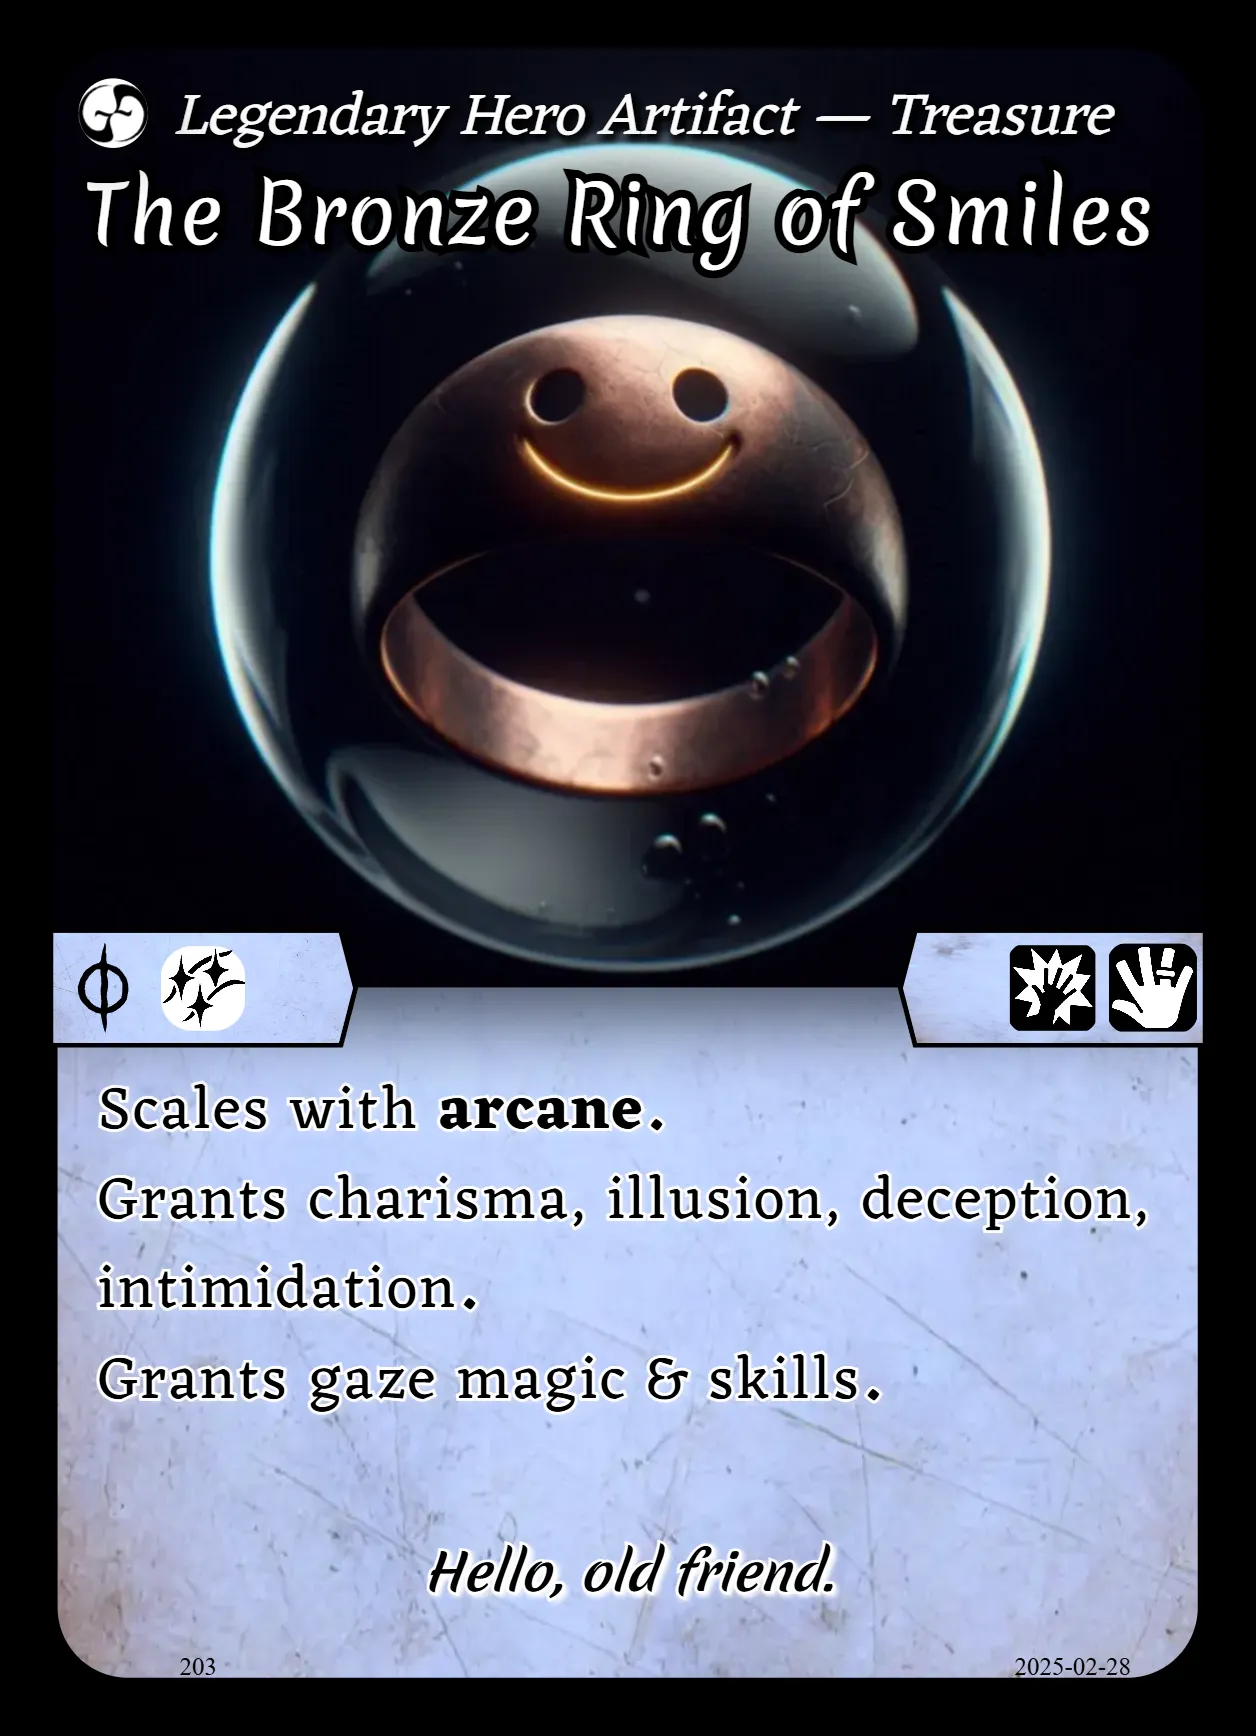 Legendary Hero Artifact — Treasure
The Bronze Ring of Smiles
Scales with arcane.
Grants charisma, illusion, deception,
intimidation.
Grants gaze magic & skills.
Hello, old friend.
203 2025-02-28